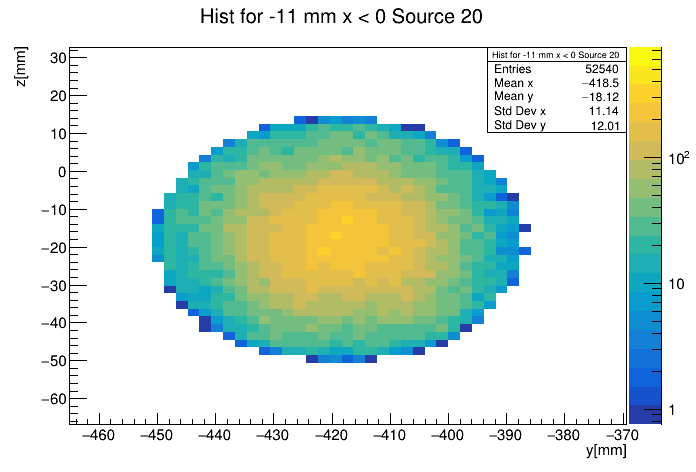 Hist for -11 mm x < 0 Source 20
Hist for -11 mm x < 0 Source 20
Entries 52540
Mean x −418.5
Mean y −18.12
Std Dev x 11.14
Std Dev y 12.01
z[mm]
30
20
10
0
−10
−20
−30
−40
−50
−60
−460 −450 −440 −430 −420 −410 −400 −390 −380 −370
y[mm]
10²
10
1